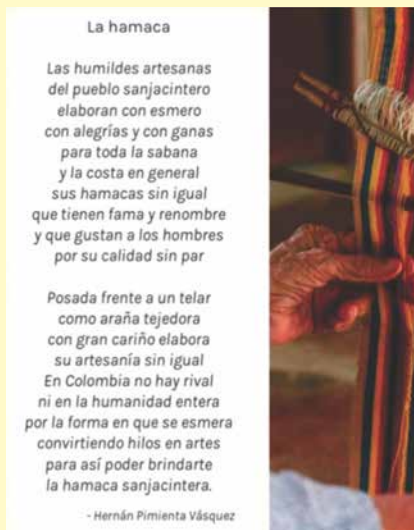 La hamaca
Las humildes artesanas
del pueblo sanjacintero
elaboran con esmero
con alegrías y con ganas
para toda la sabana
y la costa en general
sus hamacas sin igual
que tienen fama y renombre
y que gustan a los hombres
por su calidad sin par
Posada frente a un telar
como araña tejedora
con gran cariño elabora
su artesanía sin igual
En Colombia no hay rival
ni en la humanidad entera
por la forma en que se esmera
convirtiendo hilos en artes
para así poder brindarte
la hamaca sanjacintera.
- Hernán Pimienta Vásquez